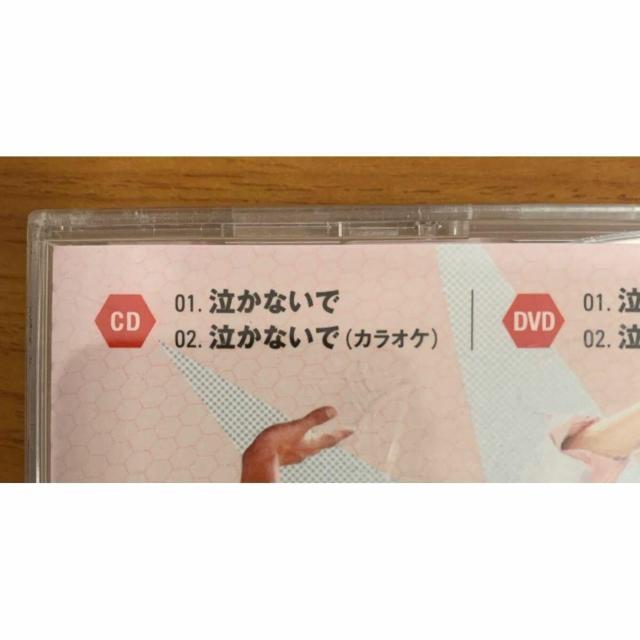 CD
01. 泣かないで
02. 泣かないで (カラオケ)
DVD
01. 泣
02. 泣